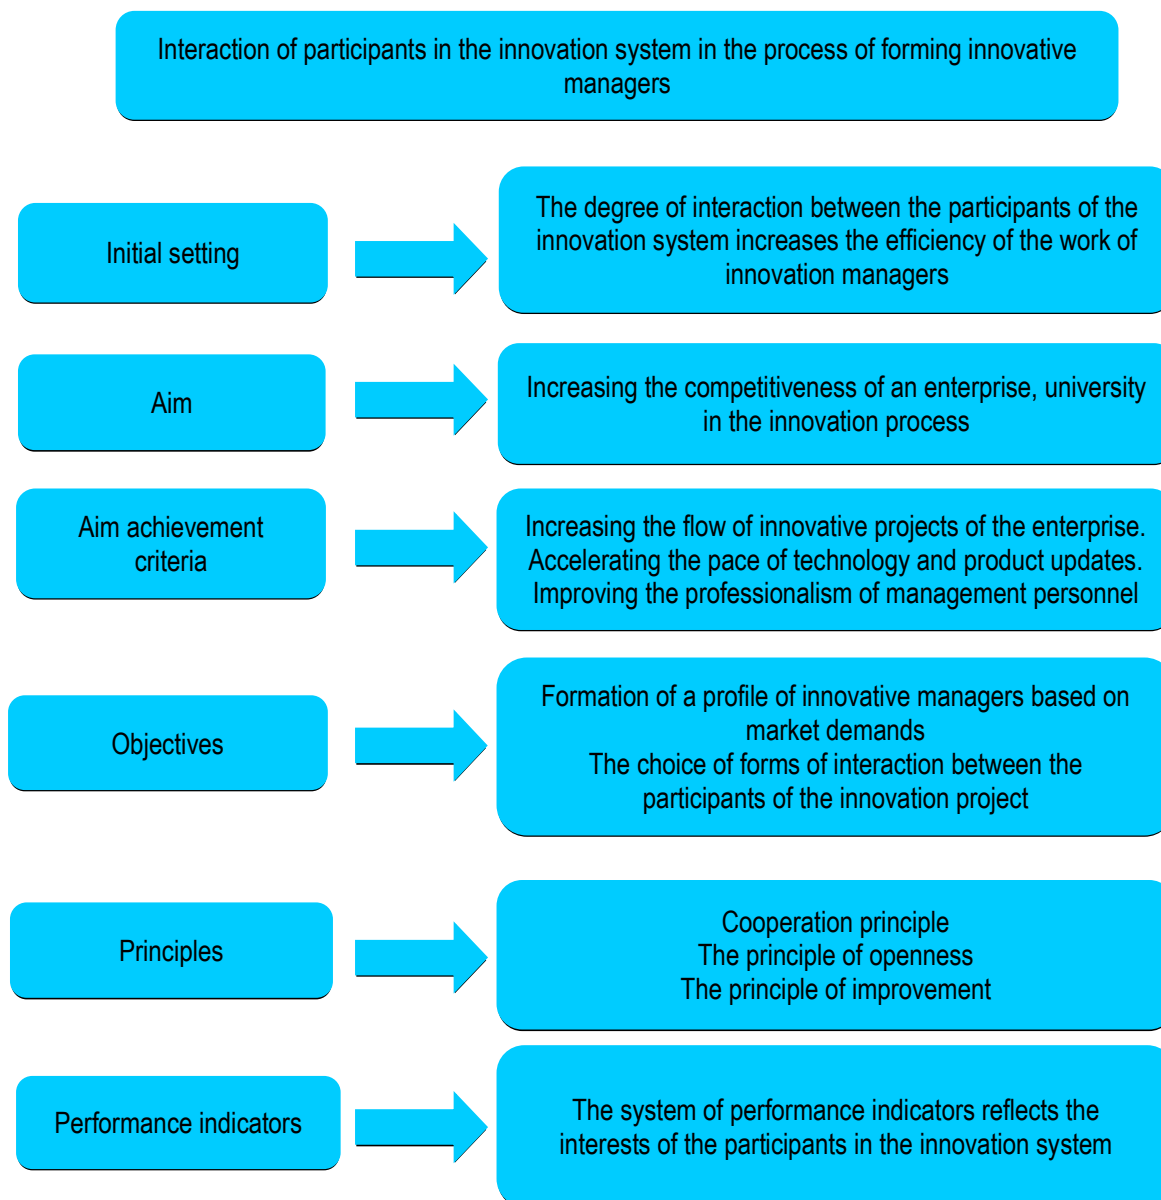 Interaction of participants in the innovation system in the process of forming innovative
managers
Initial setting
The degree of interaction between the participants of the
innovation system increases the efficiency of the work of
innovation managers
Aim
Increasing the competitiveness of an enterprise, university
in the innovation process
Aim achievement
criteria
Increasing the flow of innovative projects of the enterprise.
Accelerating the pace of technology and product updates.
Improving the professionalism of management personnel
Objectives
Formation of a profile of innovative managers based on
market demands
The choice of forms of interaction between the
participants of the innovation project
Principles
Cooperation principle
The principle of openness
The principle of improvement
Performance indicators
The system of performance indicators reflects the
interests of the participants in the innovation system